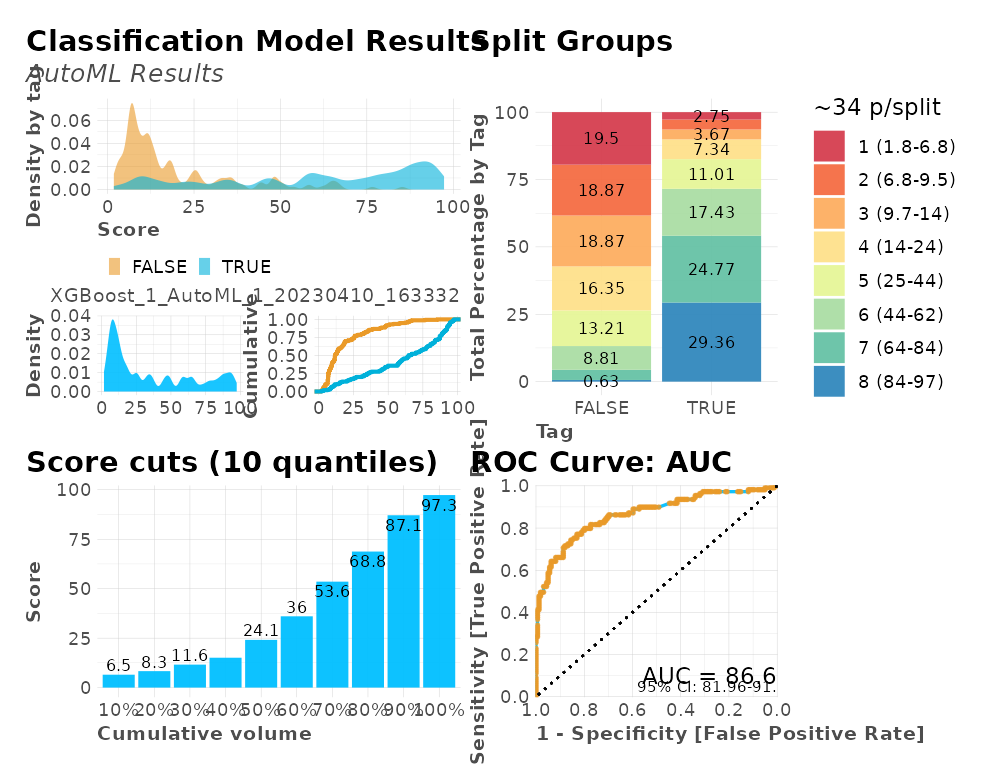 Classification Model Results
AutoML Results
Density by tag
0.06
0.04
0.02
0.00
0 25 50 75 100
Score
FALSE TRUE
XGBoost_1_AutoML_1_20230410_163332
Density
0.04
0.03
0.02
0.01
0.00
0 25 50 75 100
Cumulative
1.00
0.75
0.50
0.25
0.00
0 25 50 75 100
Split Groups
Total Percentage by Tag
100
75
50
25
0
19.5
18.87
18.87
16.35
13.21
8.81
0.63
2.75
3.67
7.34
11.01
17.43
24.77
29.36
FALSE TRUE
Tag
~34 p/split
1 (1.8-6.8)
2 (6.8-9.5)
3 (9.7-14)
4 (14-24)
5 (25-44)
6 (44-62)
7 (64-84)
8 (84-97)
Score cuts (10 quantiles)
Score
100
75
50
25
0
6.5 8.3 11.6 24.1 36 53.6 68.8 87.1 97.3
10% 20% 30% 40% 50% 60% 70% 80% 90% 100%
Cumulative volume
ROC Curve: AUC
Sensitivity [True Positive Rate]
1.0
0.8
0.6
0.4
0.2
0.0
AUC = 86.6
95% CI: 81.96-91.
1.0 0.8 0.6 0.4 0.2 0.0
1 - Specificity [False Positive Rate]